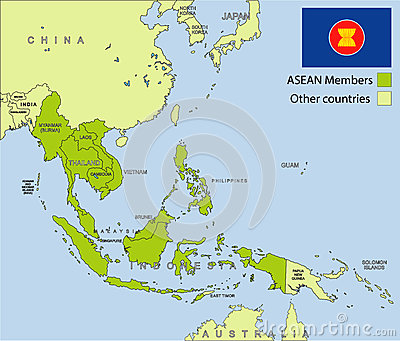 NORTH
KOREA
SOUTH
KOREA
JAPAN
CHINA
ASEAN Members
Other countries
INDIA
MYANMAR
(BURMA)
LAOS
THAILAND
VIETNAM
CAMBODIA
PHILIPPINES
GUAM
BRUNEI
MALAYSIA
SINGAPORE
INDONESIA
PAPUA
NEW GUINEA
SOLOMON
ISLANDS
EAST TIMOR
AUSTRALIA
dreamstime.com